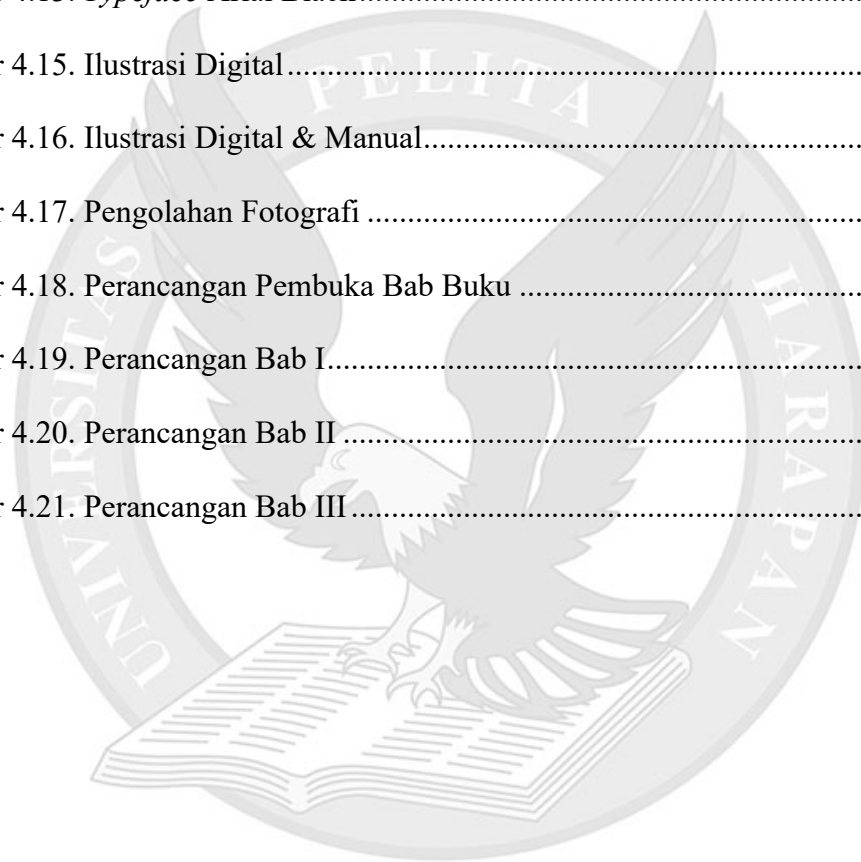 r 4.15. Ilustrasi Digital................................................................................
r 4.16. Ilustrasi Digital & Manual.............................................................
r 4.17. Pengolahan Fotografi .....................................................................
r 4.18. Perancangan Pembuka Bab Buku ................................................
r 4.19. Perancangan Bab I..........................................................................
r 4.20. Perancangan Bab II ........................................................................
r 4.21. Perancangan Bab III.......................................................................
UNIVERSITAS PELITA HARAPAN